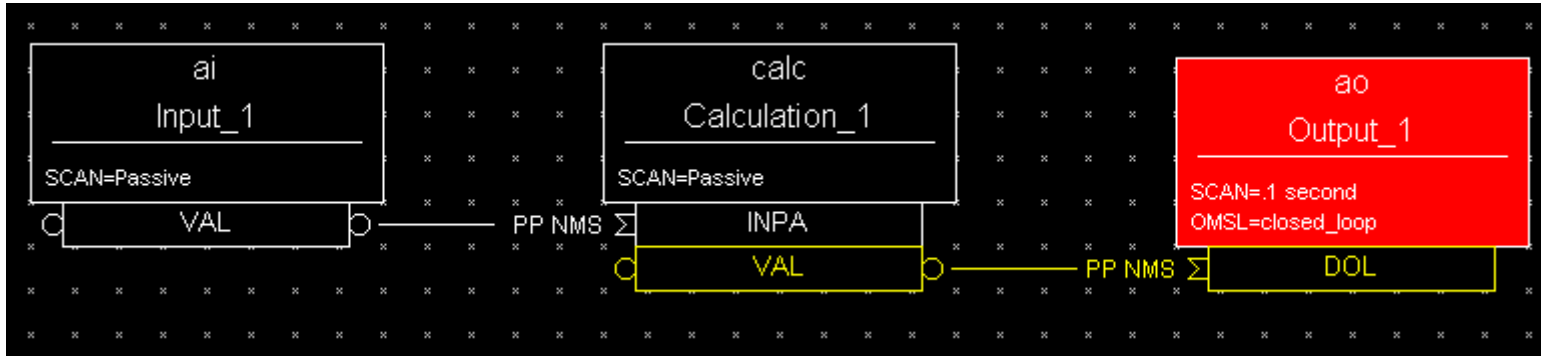 ai
Input_1
SCAN=Passive
VAL
PP NMS
calc
Calculation_1
SCAN=Passive
INPA
VAL
PP NMS
ao
Output_1
SCAN=.1 second
OMSL=closed_loop
DOL